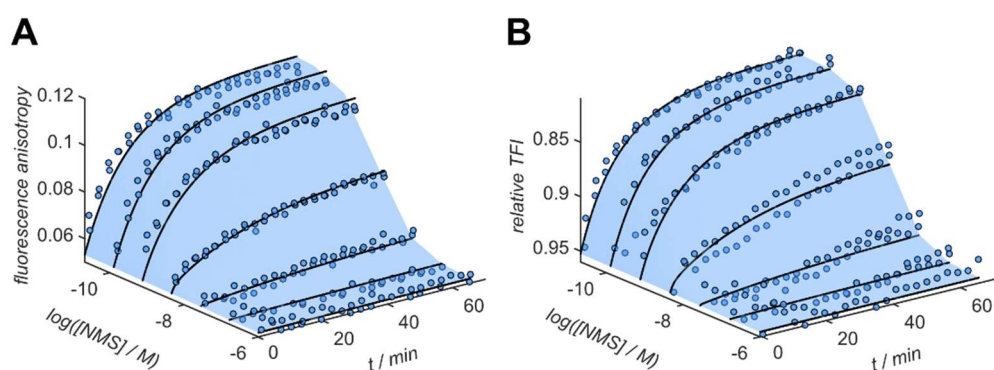 A
fluorescence anisotropy
0.12
0.1
0.08
0.06
-10
-8
-6
log([NMS] / M)
0
20
40
60
t / min
B
relative TFI
0.85
0.9
0.95
-10
-8
-6
log([NMS] / M)
0
20
40
60
t / min